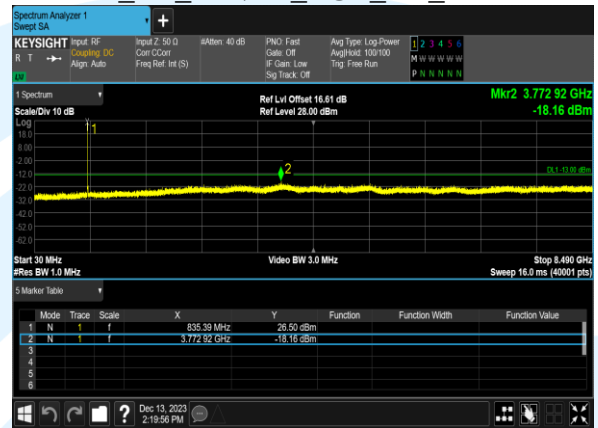 Spectrum Analyzer 1
Swept SA
+
KEYSIGHT Input: RF Input Z: 50 Ω #Atten: 40 dB PNO: Fast Avg Type: Log-Power 1 2 3 4 5 6
R T Coupling: DC Corr CCorr Gate: Off Avg|Hold: 100/100 M W W W W W
Align: Auto Freq Ref: Int (S) IF Gain: Low Trig: Free Run
Sig Track: Off P N N N N N
1 Spectrum Ref Lvl Offset 16.61 dB Mkr2 3.772 92 GHz
Scale/Div 10 dB Ref Level 28.00 dBm -18.16 dBm
Log
1
18.0
8.00
-2.00
2
-12.0 DL1 -13.00 dBm
-22.0
-32.0
-42.0
-52.0
-62.0
Start 30 MHz Video BW 3.0 MHz Stop 8.490 GHz
#Res BW 1.0 MHz Sweep 16.0 ms (40001 pts)
5 Marker Table
Mode Trace Scale X Y Function Function Width Function Value
1 N 1 f 835.39 MHz 26.50 dBm
2 N 1 f 3.772 92 GHz -18.16 dBm
3
4
5
6
? Dec 13, 2023
2:19:56 PM